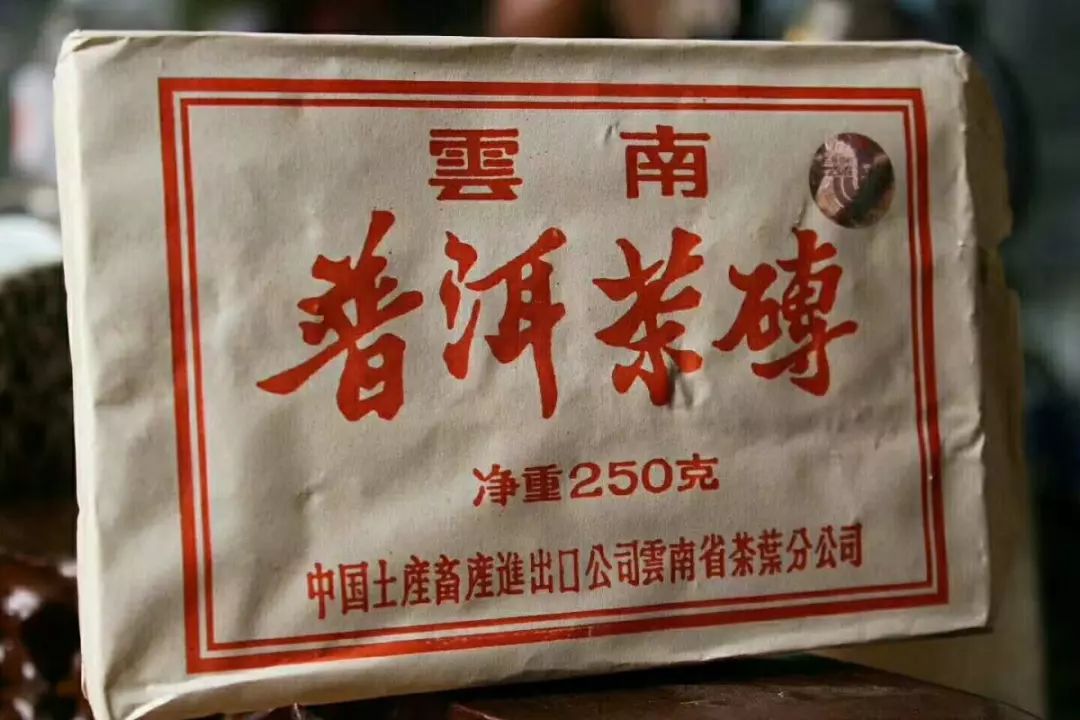 雲南
普洱茶磚
净重250克
中国土産畜産進出口公司雲南省茶葉分公司